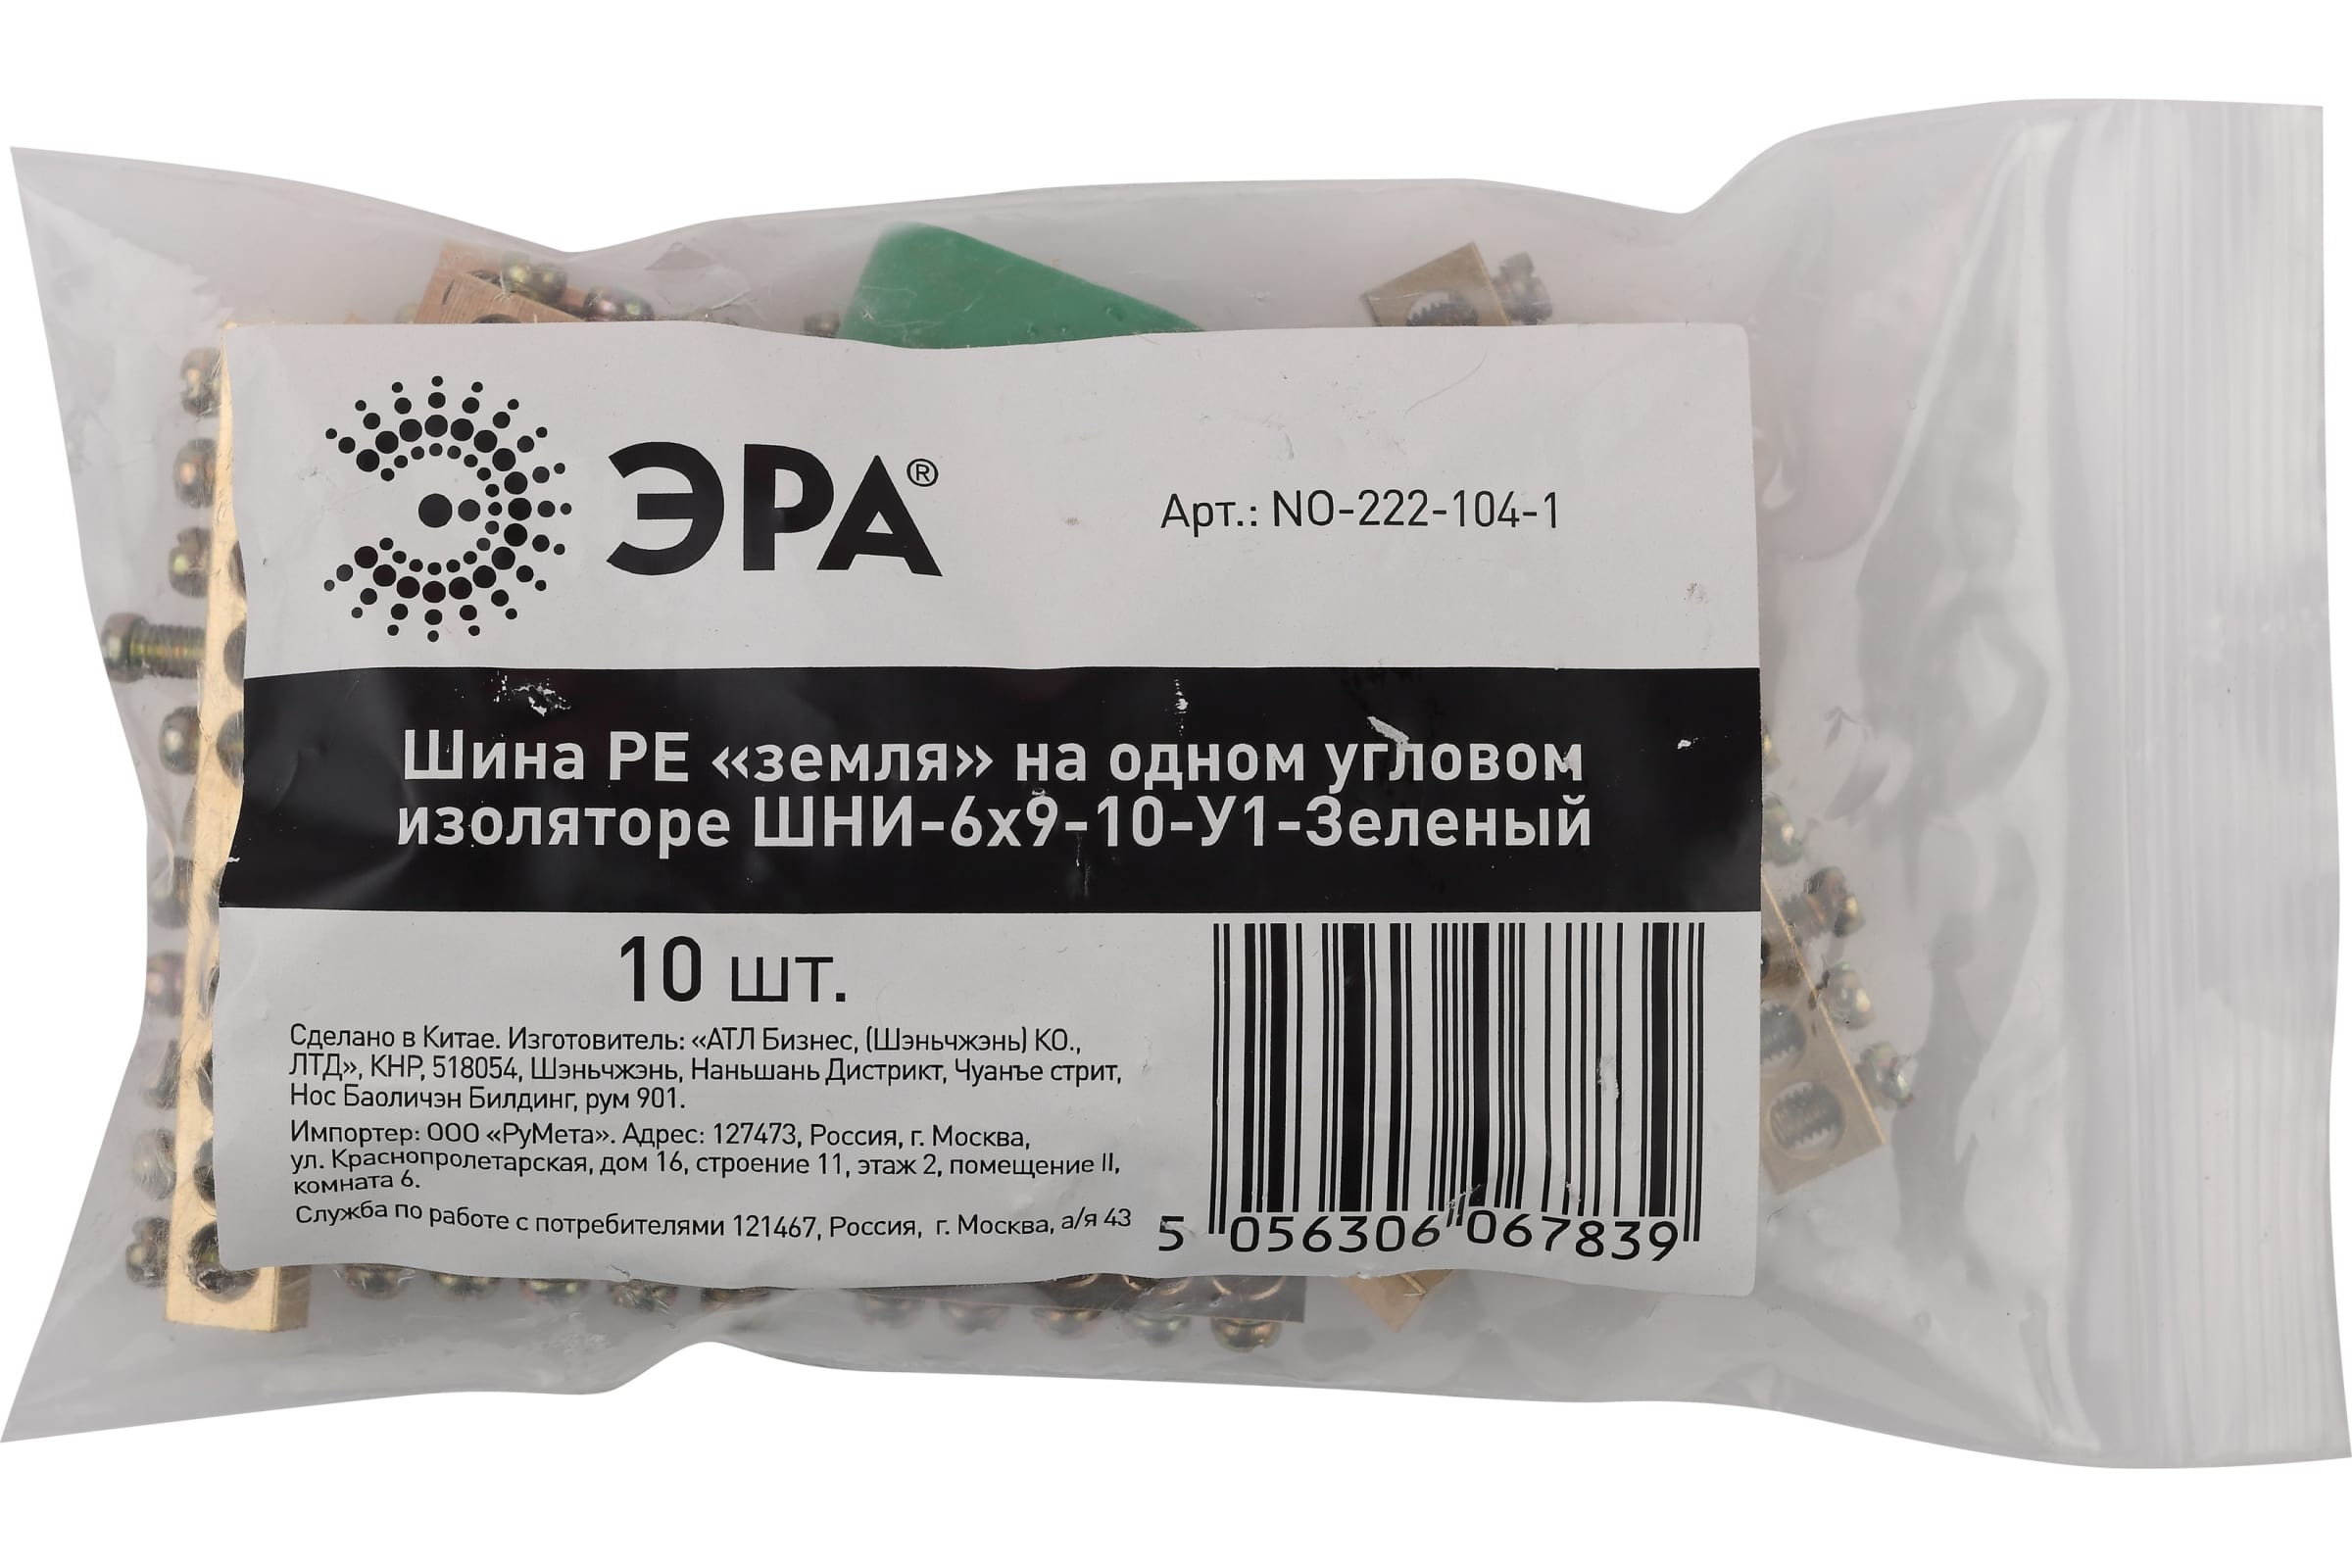 ЭРА®
Арт.: NO-222-104-1
Шина PE «земля» на одном угловом
изоляторе ШНИ-6x9-10-У1-Зеленый
10 шт.
Сделано в Китае. Изготовитель: «АТЛ Бизнес, (Шэньчжэнь) КО.,
ЛТД», КНР, 518054, Шэньчжэнь, Наньшань Дистрикт, Чуанъе стрит,
Нос Баоличэн Билдинг, рум 901.
Импортер: ООО «РуМета». Адрес: 127473, Россия, г. Москва,
ул. Краснопролетарская, дом 16, строение 11, этаж 2, помещение II,
комната 6.
Служба по работе с потребителями 121467, Россия, г. Москва, а/я 43
5 056306 067839